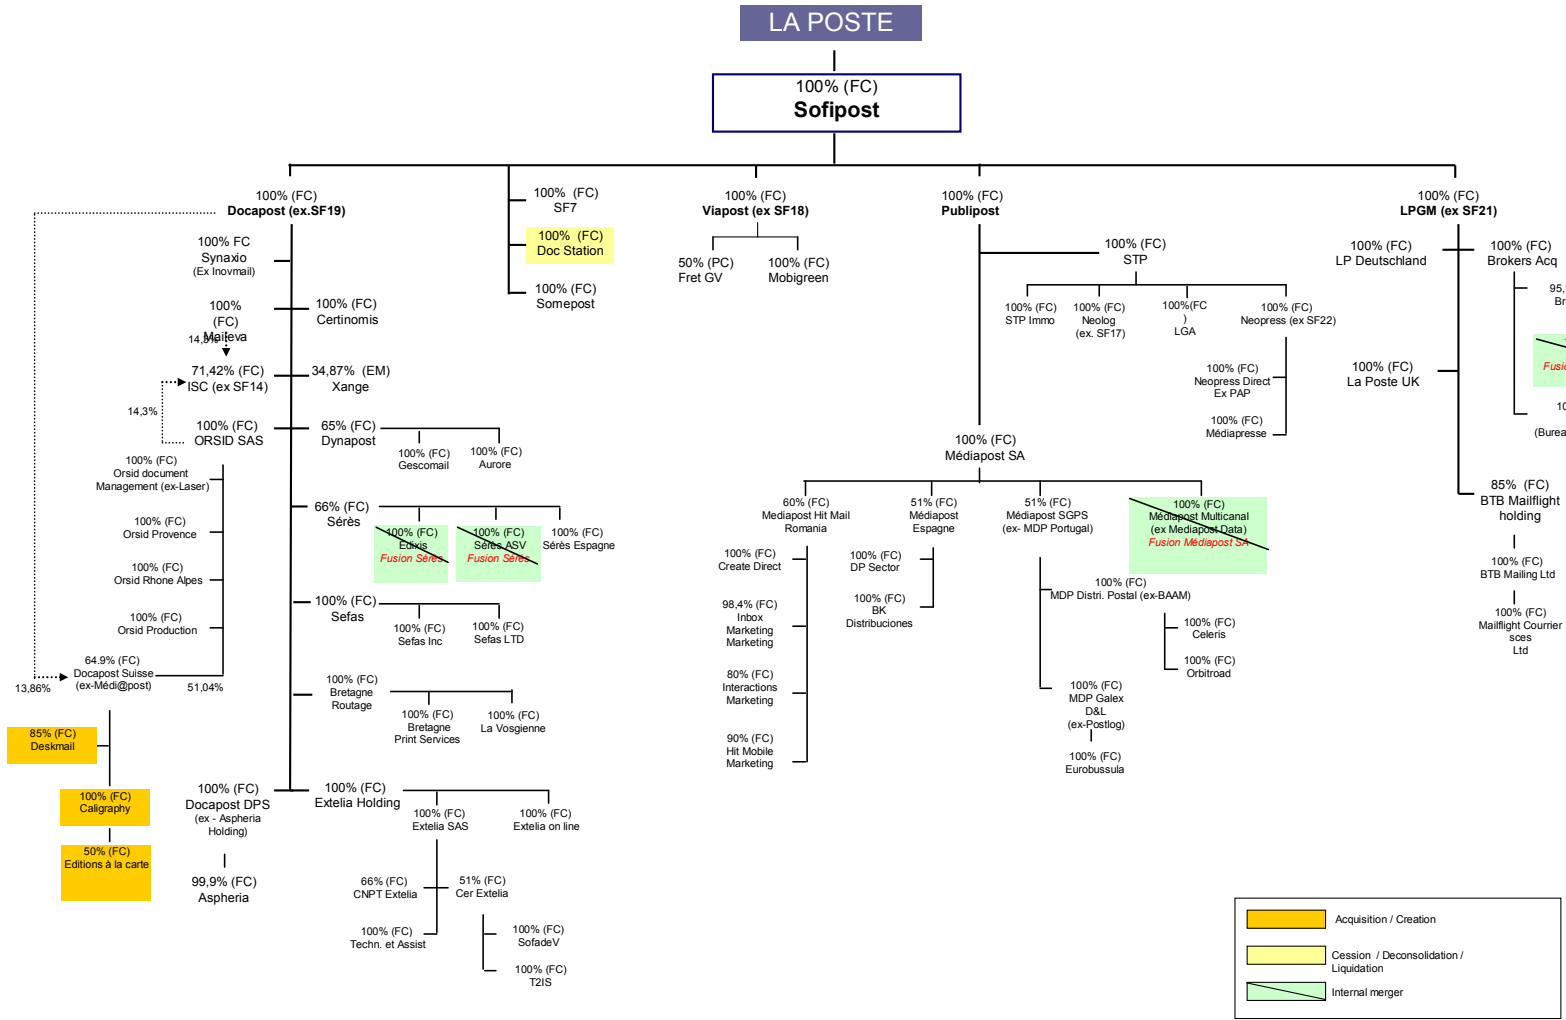 LA POSTE
100% (FC)
Sofipost
100% (FC)
Docapost (ex.SF19)
100% FC
Synaxio
(Ex Inovmail)
100%
(FC)
Maileva
14,3%
100% (FC)
Certinomis
71,42% (FC)
ISC (ex SF14)
34,87% (EM)
Xange
14,3%
100% (FC)
ORSID SAS
65% (FC)
Dynapost
100% (FC)
Gescomail
100% (FC)
Aurore
100% (FC)
Orsid document
Management (ex-Laser)
100% (FC)
Orsid Provence
100% (FC)
Orsid Rhone Alpes
100% (FC)
Orsid Production
64.9% (FC)
Docapost Suisse
(ex-Médi@post)
13,86%
51,04%
66% (FC)
Sérès
100% (FC)
Edixis
Fusion Sérès
100% (FC)
Sérès ASV
Fusion Sérès
100% (FC)
Sérès Espagne
100% (FC)
Sefas
100% (FC)
Sefas Inc
100% (FC)
Sefas LTD
100% (FC)
Bretagne
Routage
100% (FC)
Bretagne
Print Services
100% (FC)
La Vosgienne
85% (FC)
Deskmail
100% (FC)
Caligraphy
50% (FC)
Editions à la carte
100% (FC)
Docapost DPS
(ex - Aspheria
Holding)
99,9% (FC)
Aspheria
100% (FC)
Extelia Holding
100% (FC)
Extelia SAS
100% (FC)
Extelia on line
66% (FC)
CNPT Extelia
51% (FC)
Cer Extelia
100% (FC)
Techn. et Assist
100% (FC)
SofadeV
100% (FC)
T2IS
100% (FC)
SF7
100% (FC)
Doc Station
100% (FC)
Somepost
100% (FC)
Viapost (ex SF18)
50% (PC)
Fret GV
100% (FC)
Mobigreen
100% (FC)
Publipost
100% (FC)
STP
100% (FC)
STP Immo
100% (FC)
Neolog
(ex. SF17)
100%(FC
)
LGA
100% (FC)
Neopress (ex SF22)
100% (FC)
Neopress Direct
Ex PAP
100% (FC)
Médiapresse
100% (FC)
Médiapost SA
60% (FC)
Mediapost Hit Mail
Romania
100% (FC)
Create Direct
98,4% (FC)
Inbox
Marketing
Marketing
80% (FC)
Interactions
Marketing
90% (FC)
Hit Mobile
Marketing
51% (FC)
Médiapost
Espagne
100% (FC)
DP Sector
100% (FC)
BK
Distribuciones
51% (FC)
Médiapost SGPS
(ex- MDP Portugal)
100% (FC)
MDP Distri. Postal (ex-BAAM)
100% (FC)
Celeris
100% (FC)
Orbitroad
100% (FC)
MDP Galex
D&L
(ex-Postlog)
100% (FC)
Eurobussula
100% (FC)
Médiapost Multicanal
(ex Mediapost Data)
Fusion Médiapost SA
100% (FC)
LPGM (ex SF21)
100% (FC)
LP Deutschland
100% (FC)
Brokers Acq
95,
Br
Fusio
10
(Burea
100% (FC)
La Poste UK
85% (FC)
BTB Mailflight
holding
100% (FC)
BTB Mailing Ltd
100% (FC)
Mailflight Courrier
sces
Ltd
Acquisition / Creation
Cession / Deconsolidation /
Liquidation
Internal merger